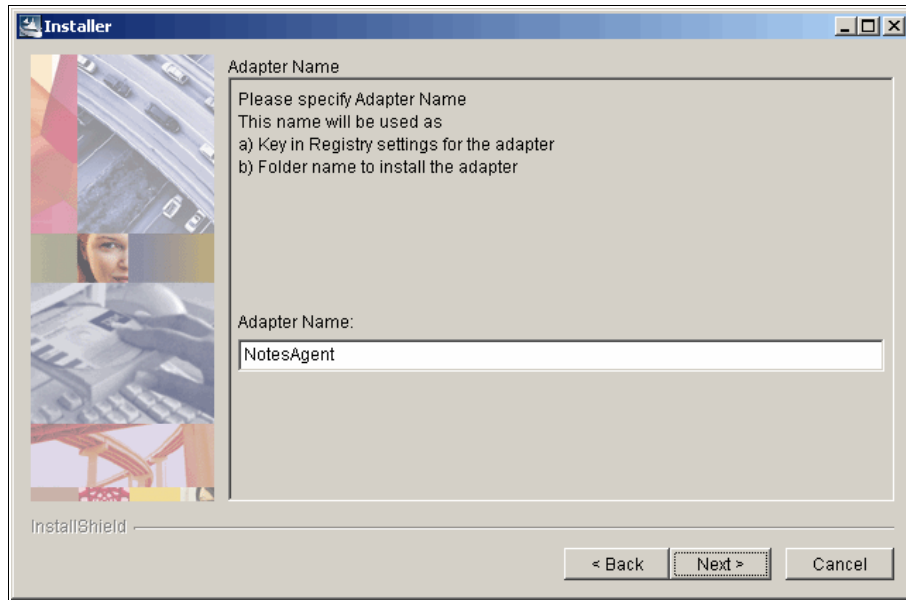 Installer
Adapter Name
Please specify Adapter Name
This name will be used as
a) Key in Registry settings for the adapter
b) Folder name to install the adapter
Adapter Name:
NotesAgent
InstallShield
< Back
Next >
Cancel